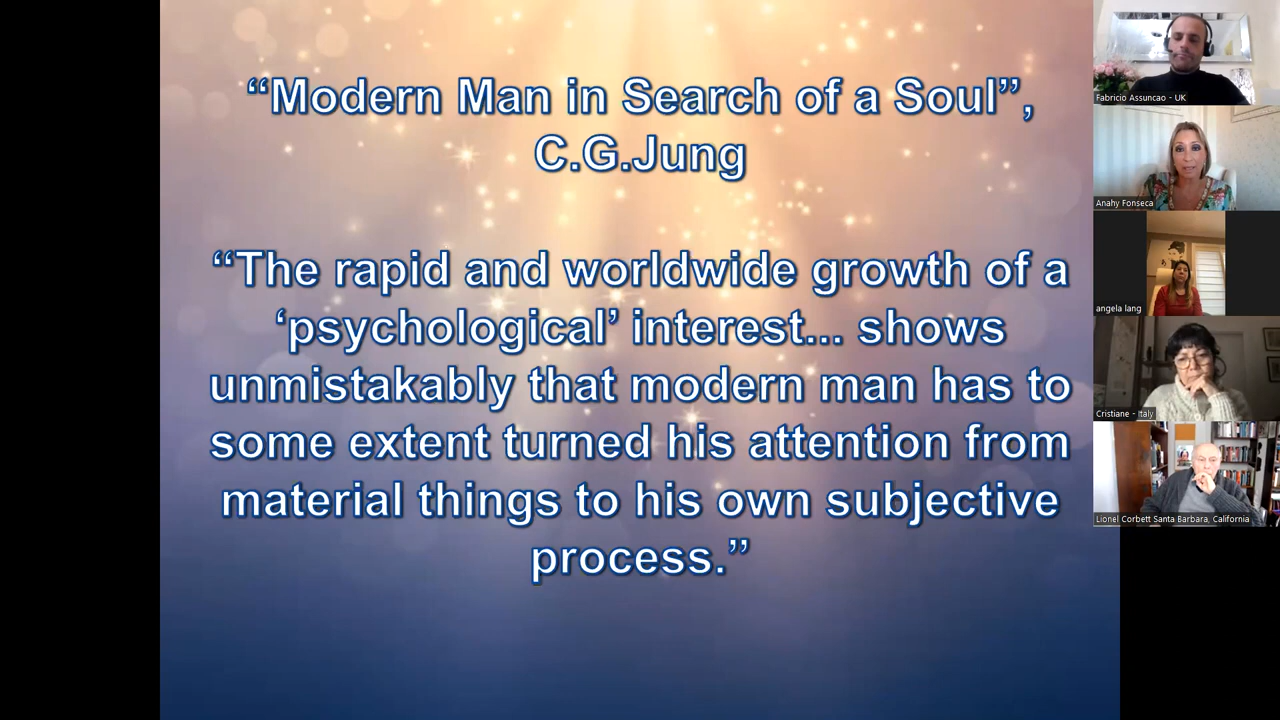 “Modern Man in Search of a Soul”,
C.G.Jung
“The rapid and worldwide growth of a
‘psychological’ interest... shows
unmistakably that modern man has to
some extent turned his attention from
material things to his own subjective
process.”
Fabricio Assuncao - UK
Anahy Fonseca
angela lang
Cristiane - Italy
Lionel Corbett Santa Barbara, California